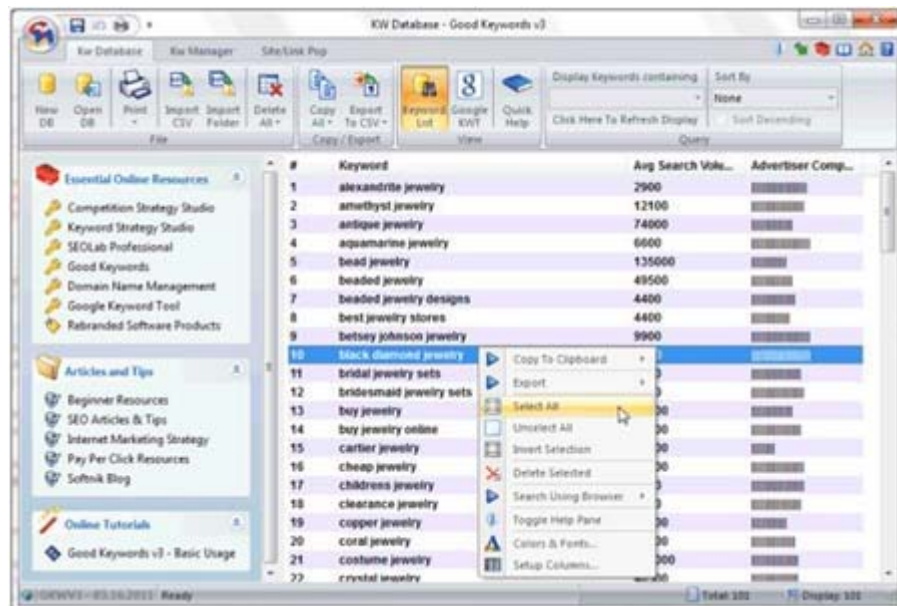 KW Database - Good Keywords v3
Kw Database Kw Manager Site/Link Pop
New DB Open DB Print Import CSV Import Folder Delete All Copy All Export To CSV Keyword List Google KWT Quick Help
Display Keywords containing Sort By
None
Click Here To Refresh Display Sort Descending
File Copy / Export View Query
Essential Online Resources
Competition Strategy Studio
Keyword Strategy Studio
SEOLab Professional
Good Keywords
Domain Name Management
Google Keyword Tool
Rebranded Software Products
Articles and Tips
Beginner Resources
SEO Articles & Tips
Internet Marketing Strategy
Pay Per Click Resources
Softnik Blog
Online Tutorials
Good Keywords v3 - Basic Usage
# Keyword Avg Search Volu... Advertiser Comp...
1 alexandrite jewelry 2900
2 amethyst jewelry 12100
3 antique jewelry 74000
4 aquamarine jewelry 6600
5 bead jewelry 135000
6 beaded jewelry 49500
7 beaded jewelry designs 4400
8 best jewelry stores 4400
9 betsey johnson jewelry 9900
10 black diamond jewelry
11 bridal jewelry sets
12 bridesmaid jewelry sets
13 buy jewelry
14 buy jewelry online
15 cartier jewelry
16 cheap jewelry
17 childrens jewelry
18 clearance jewelry
19 copper jewelry
20 coral jewelry
21 costume jewelry
22 crystal jewelry
Copy To Clipboard
Export
Select All
Unselect All
Invert Selection
Delete Selected
Search Using Browser
Toggle Help Pane
Colors & Fonts...
Setup Columns...
Ready Total: 101 Display: 101